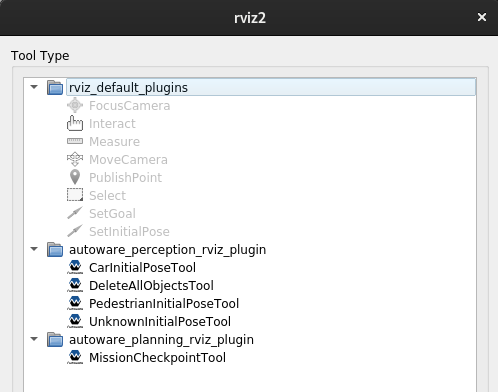 rviz2
Tool Type
rviz_default_plugins
FocusCamera
Interact
Measure
MoveCamera
PublishPoint
Select
SetGoal
SetInitialPose
autoware_perception_rviz_plugin
CarInitialPoseTool
DeleteAllObjectsTool
PedestrianInitialPoseTool
UnknownInitialPoseTool
autoware_planning_rviz_plugin
MissionCheckpointTool